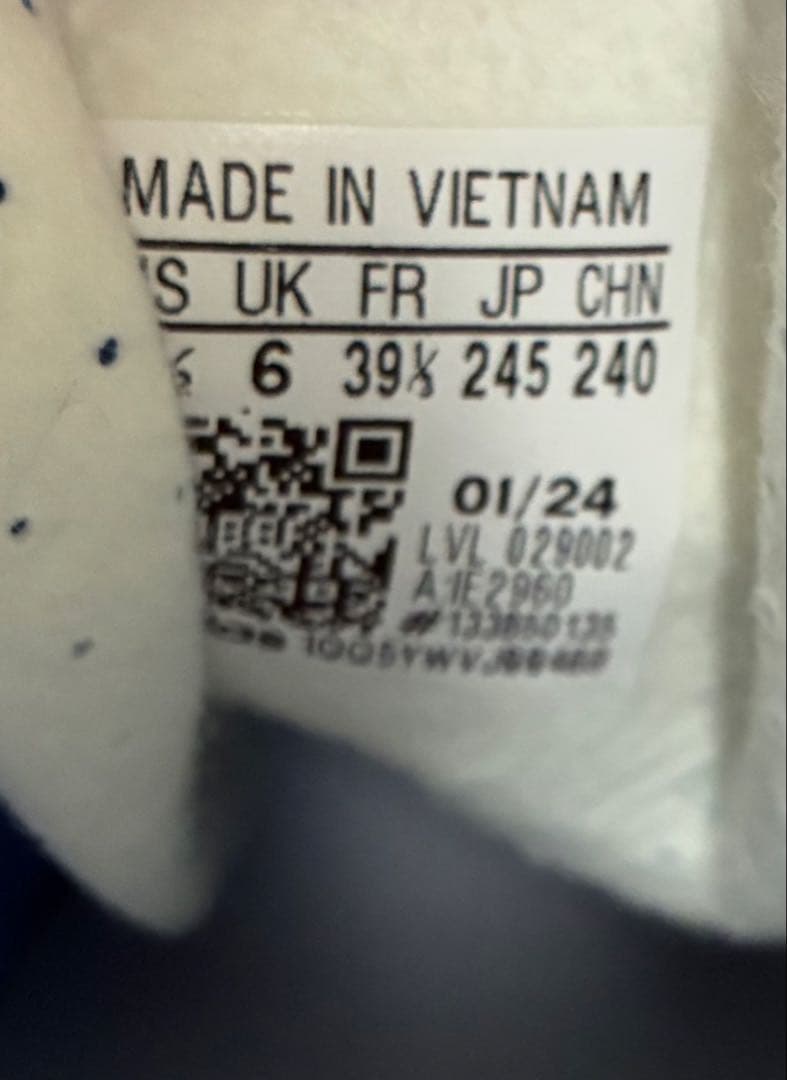 MADE IN VIETNAM
UK FR JP CHN
6 39⅓ 245 240
01/24
LVL 029002
A1E2960